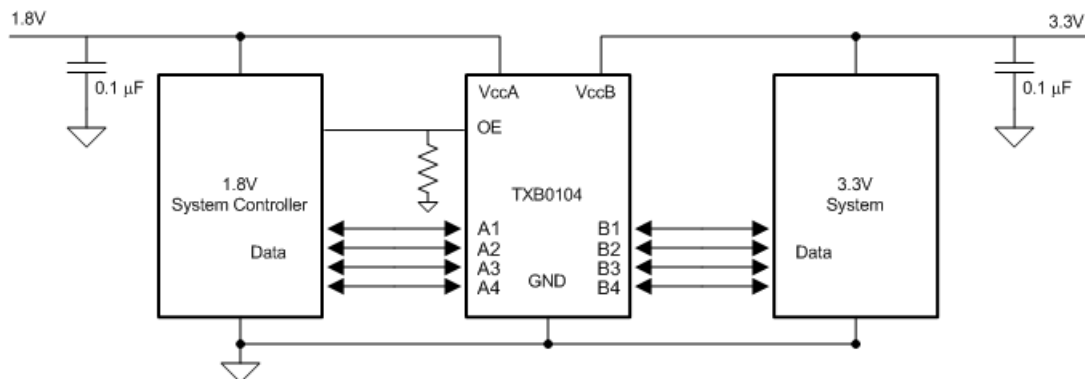 1.8V
3.3V
0.1 μF
VccA
VccB
0.1 μF
OE
1.8V
System Controller
TXB0104
3.3V
System
Data
A1
A2
A3
A4
GND
B1
B2
B3
B4
Data